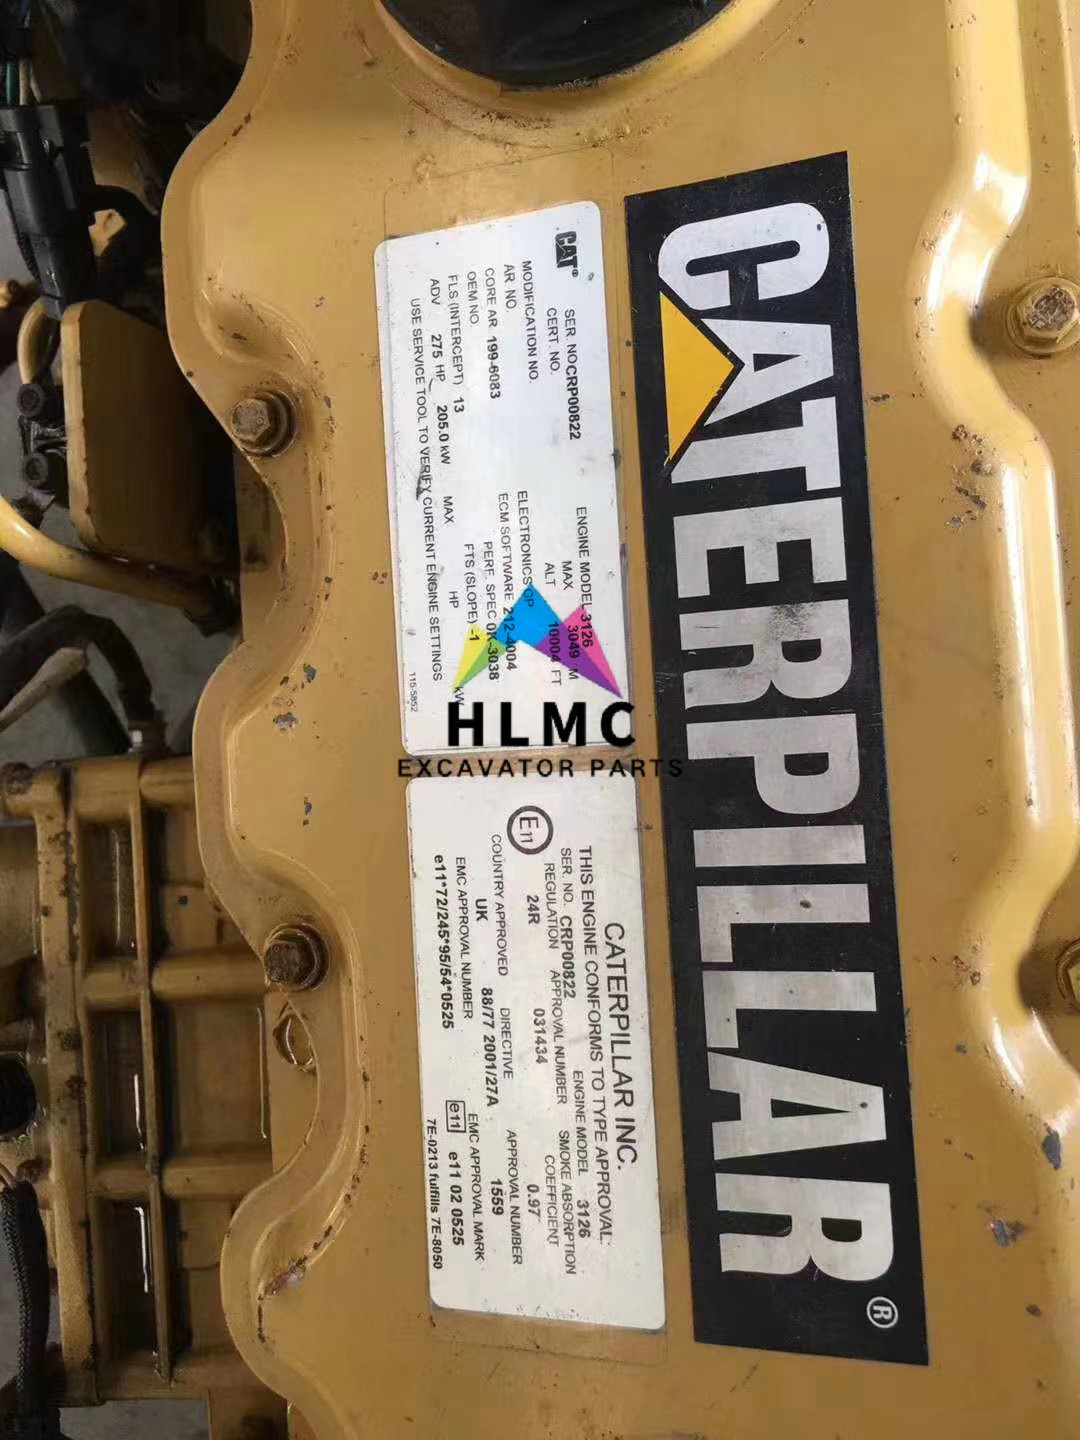 CATERPILLAR®
CAT®
SER. NO CRP00822 ENGINE MODEL 3126
CERT. NO. MAX 3049 M
ALT 10004 FT
MODIFICATION NO.
AR. NO. ELECTRONICS GP
CORE AR 199-6083 ECM SOFTWARE 212-4004
OEM NO. PERF. SPEC 0K-3038
FLS (INTERCEPT) 13 FTS (SLOPE) -1
ADV 275 HP 205.0 kW MAX HP kW
USE SERVICE TOOL TO VERIFY CURRENT ENGINE SETTINGS
115-5852
HLMC
EXCAVATOR PARTS
CATERPILLAR INC.
THIS ENGINE CONFORMS TO TYPE APPROVAL:
E11
SER. NO. CRP00822 ENGINE MODEL 3126
REGULATION APPROVAL NUMBER SMOKE ABSORPTION
COEFFICIENT
24R 031434 0.97
COUNTRY APPROVED DIRECTIVE APPROVAL NUMBER
UK 88/77 2001/27A 1559
EMC APPROVAL NUMBER EMC APPROVAL MARK
e11*72/245*95/54*0525 e11 e11 02 0525
7E-0213 fulfills 7E-8050